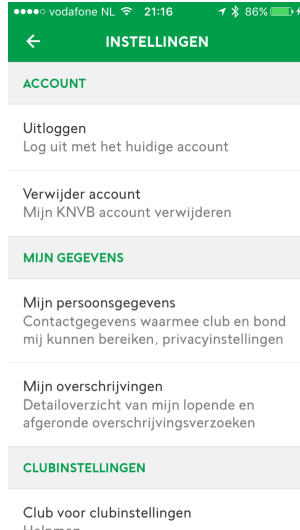 vodafone NL 21:16 86%
INSTELLINGEN
ACCOUNT
Uitloggen
Log uit met het huidige account
Verwijder account
Mijn KNVB account verwijderen
MIJN GEGEVENS
Mijn persoonsgegevens
Contactgegevens waarmee club en bond
mij kunnen bereiken, privacyinstellingen
Mijn overschrijvingen
Detailoverzicht van mijn lopende en
afgeronde overschrijvingsverzoeken
CLUBINSTELLINGEN
Club voor clubinstellingen